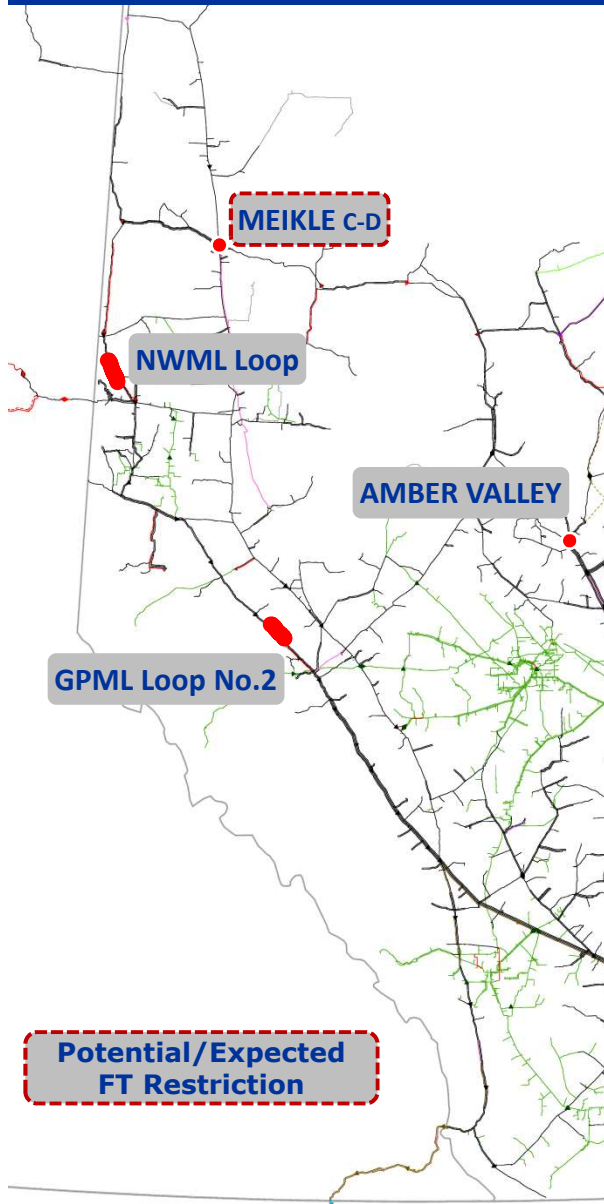 MEIKLE C-D
NWML Loop
AMBER VALLEY
GPML Loop No.2
Potential/Expected
FT Restriction